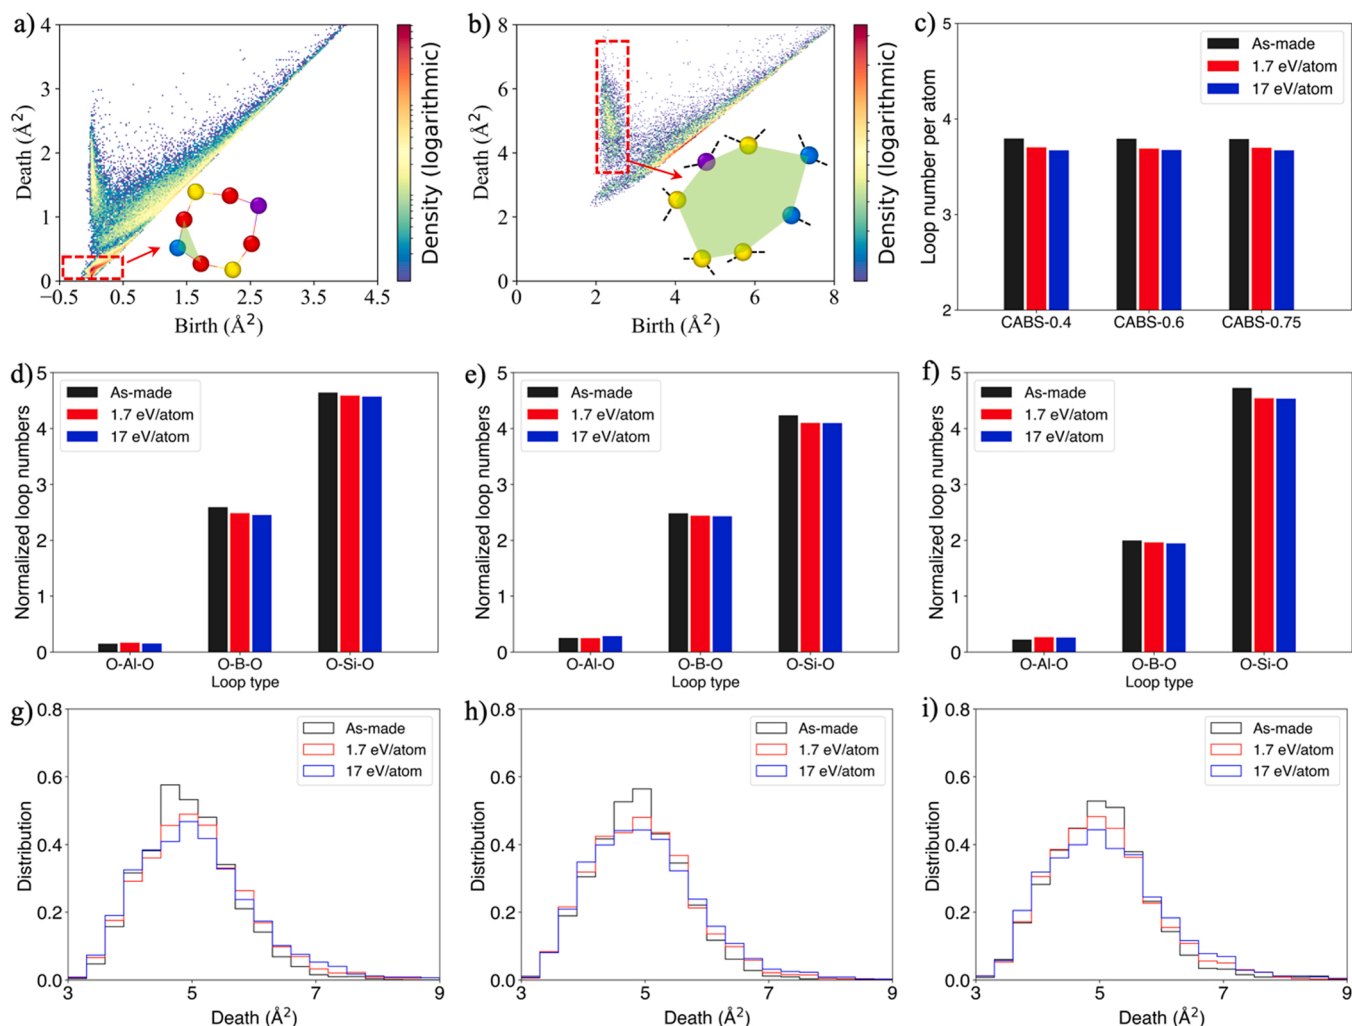 a)
4
3
2
1
0
Death (Å²)
−0.5
0.5
1.5
2.5
3.5
4.5
Birth (Å²)
Density (logarithmic)
b)
8
6
4
2
0
Death (Å²)
0
2
4
6
8
Birth (Å²)
Density (logarithmic)
c)
5
4
3
2
Loop number per atom
As-made
1.7 eV/atom
17 eV/atom
CABS-0.4
CABS-0.6
CABS-0.75
d)
5
4
3
2
1
0
Normalized loop numbers
As-made
1.7 eV/atom
17 eV/atom
O-Al-O
O-B-O
O-Si-O
Loop type
e)
5
4
3
2
1
0
Normalized loop numbers
As-made
1.7 eV/atom
17 eV/atom
O-Al-O
O-B-O
O-Si-O
Loop type
f)
5
4
3
2
1
0
Normalized loop numbers
As-made
1.7 eV/atom
17 eV/atom
O-Al-O
O-B-O
O-Si-O
Loop type
g)
0.8
0.6
0.4
0.2
0.0
Distribution
As-made
1.7 eV/atom
17 eV/atom
3
5
7
9
Death (Å²)
h)
0.8
0.6
0.4
0.2
0.0
Distribution
As-made
1.7 eV/atom
17 eV/atom
3
5
7
9
Death (Å²)
i)
0.8
0.6
0.4
0.2
0.0
Distribution
As-made
1.7 eV/atom
17 eV/atom
3
5
7
9
Death (Å²)